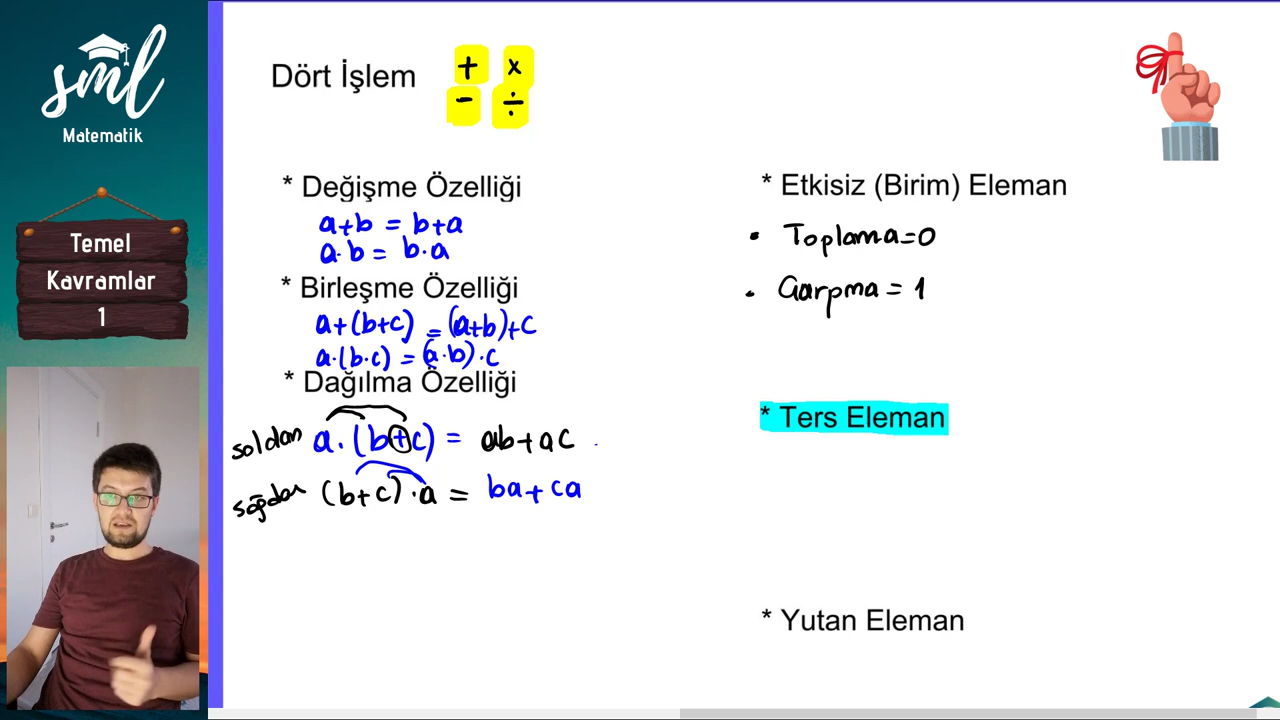 sml
Matematik
Temel
Kavramlar
1
Dört İşlem
+ ×
- ÷
* Değişme Özelliği
a+b = b+a
a·b = b·a
* Birleşme Özelliği
a+(b+c) = (a+b)+c
a·(b·c) = (a·b)·c
* Dağılma Özelliği
soldan a·(b+c) = ab+ac
sağdan (b+c)·a = ba+ca
* Etkisiz (Birim) Eleman
• Toplama=0
• Çarpma = 1
* Ters Eleman
* Yutan Eleman